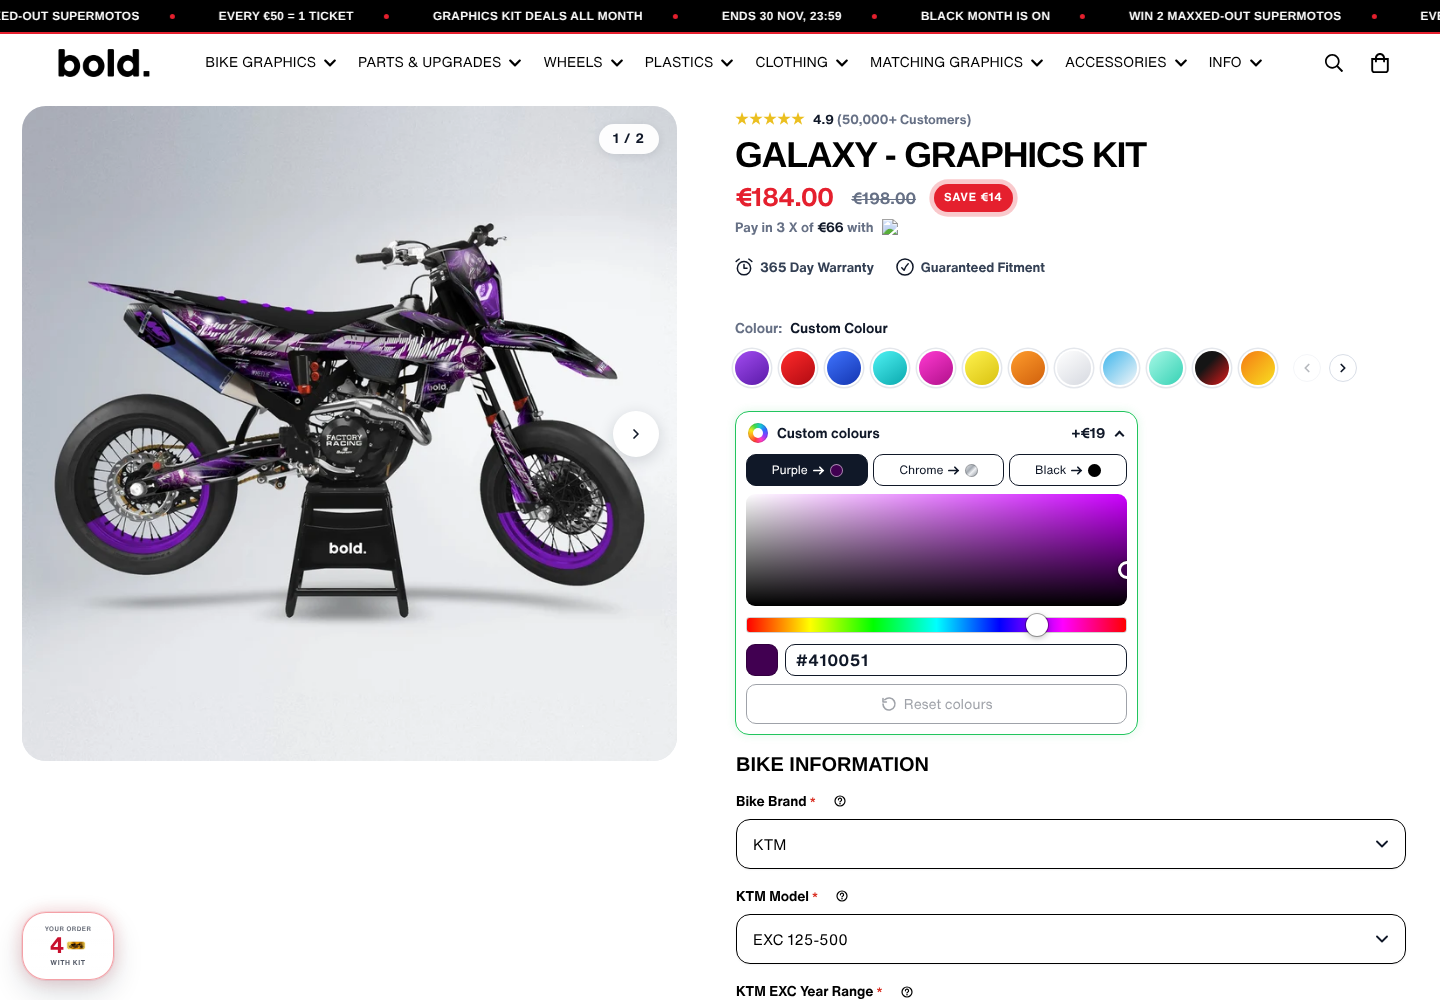 ED-OUT SUPERMOTOS • EVERY €50 = 1 TICKET • GRAPHICS KIT DEALS ALL MONTH • ENDS 30 NOV, 23:59 • BLACK MONTH IS ON • WIN 2 MAXXED-OUT SUPERMOTOS • EVE
bold. BIKE GRAPHICS PARTS & UPGRADES WHEELS PLASTICS CLOTHING MATCHING GRAPHICS ACCESSORIES INFO
1 / 2
bold.
FACTORY
RACING
bold.
4.9 (50,000+ Customers)
GALAXY - GRAPHICS KIT
€184.00 €198.00 SAVE €14
Pay in 3 X of €66 with
365 Day Warranty Guaranteed Fitment
Colour: Custom Colour
Custom colours +€19
Purple → Chrome → Black →
#410051
Reset colours
BIKE INFORMATION
Bike Brand *
KTM
KTM Model *
EXC 125-500
KTM EXC Year Range *
YOUR ORDER
4
WITH KIT